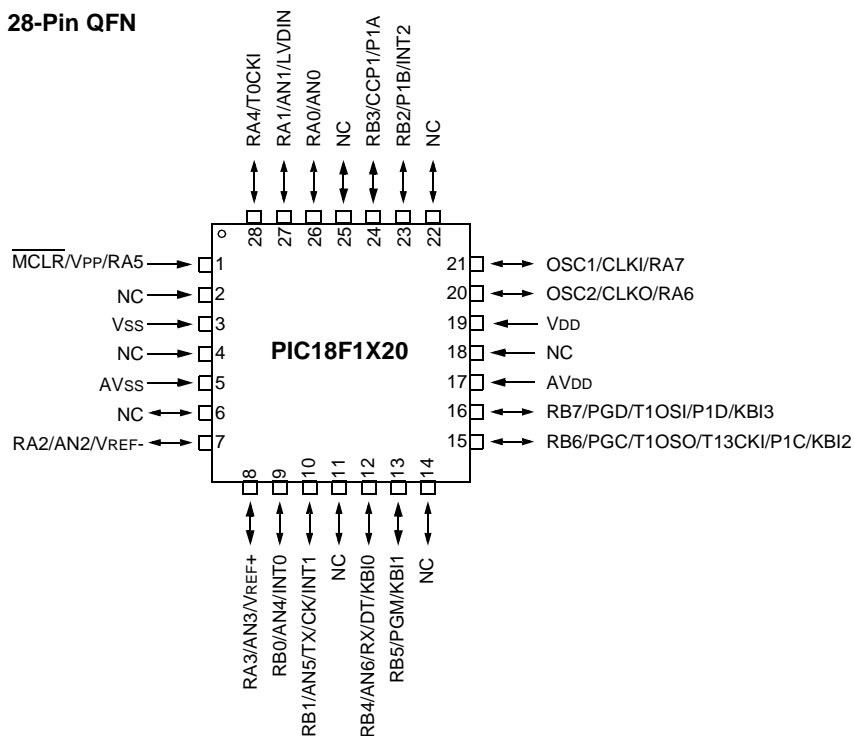 28-Pin QFN
RA4/T0CKI
RA1/AN1/LVDIN
RA0/AN0
NC
RB3/CCP1/P1A
RB2/P1B/INT2
NC
28
27
26
25
24
23
22
MCLR/VPP/RA5
1
NC
2
VSS
3
NC
4
AVSS
5
NC
6
RA2/AN2/VREF-
7
PIC18F1X20
21
OSC1/CLKI/RA7
20
OSC2/CLKO/RA6
19
VDD
18
NC
17
AVDD
16
RB7/PGD/T1OSI/P1D/KBI3
15
RB6/PGC/T1OSO/T13CKI/P1C/KBI2
8
9
10
11
12
13
14
RA3/AN3/VREF+
RB0/AN4/INT0
RB1/AN5/TX/CK/INT1
NC
RB4/AN6/RX/DT/KBI0
RB5/PGM/KBI1
NC